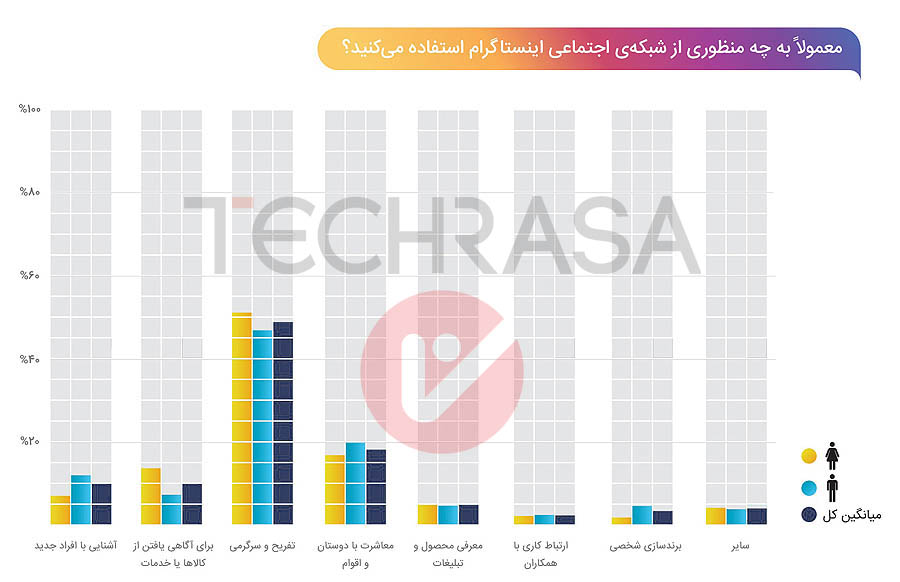 معمولاً به چه منظوری از شبکه‌ی اجتماعی اینستاگرام استفاده می‌کنید؟
%۱۰۰
%۸۰
%۶۰
%۴۰
%۲۰
TECHRASA
آشنایی با افراد جدید
برای آگاهی یافتن از
کالاها یا خدمات
تفریح و سرگرمی
معاشرت با دوستان
و اقوام
معرفی محصول و
تبلیغات
ارتباط کاری با
همکاران
برندسازی شخصی
سایر
میانگین کل